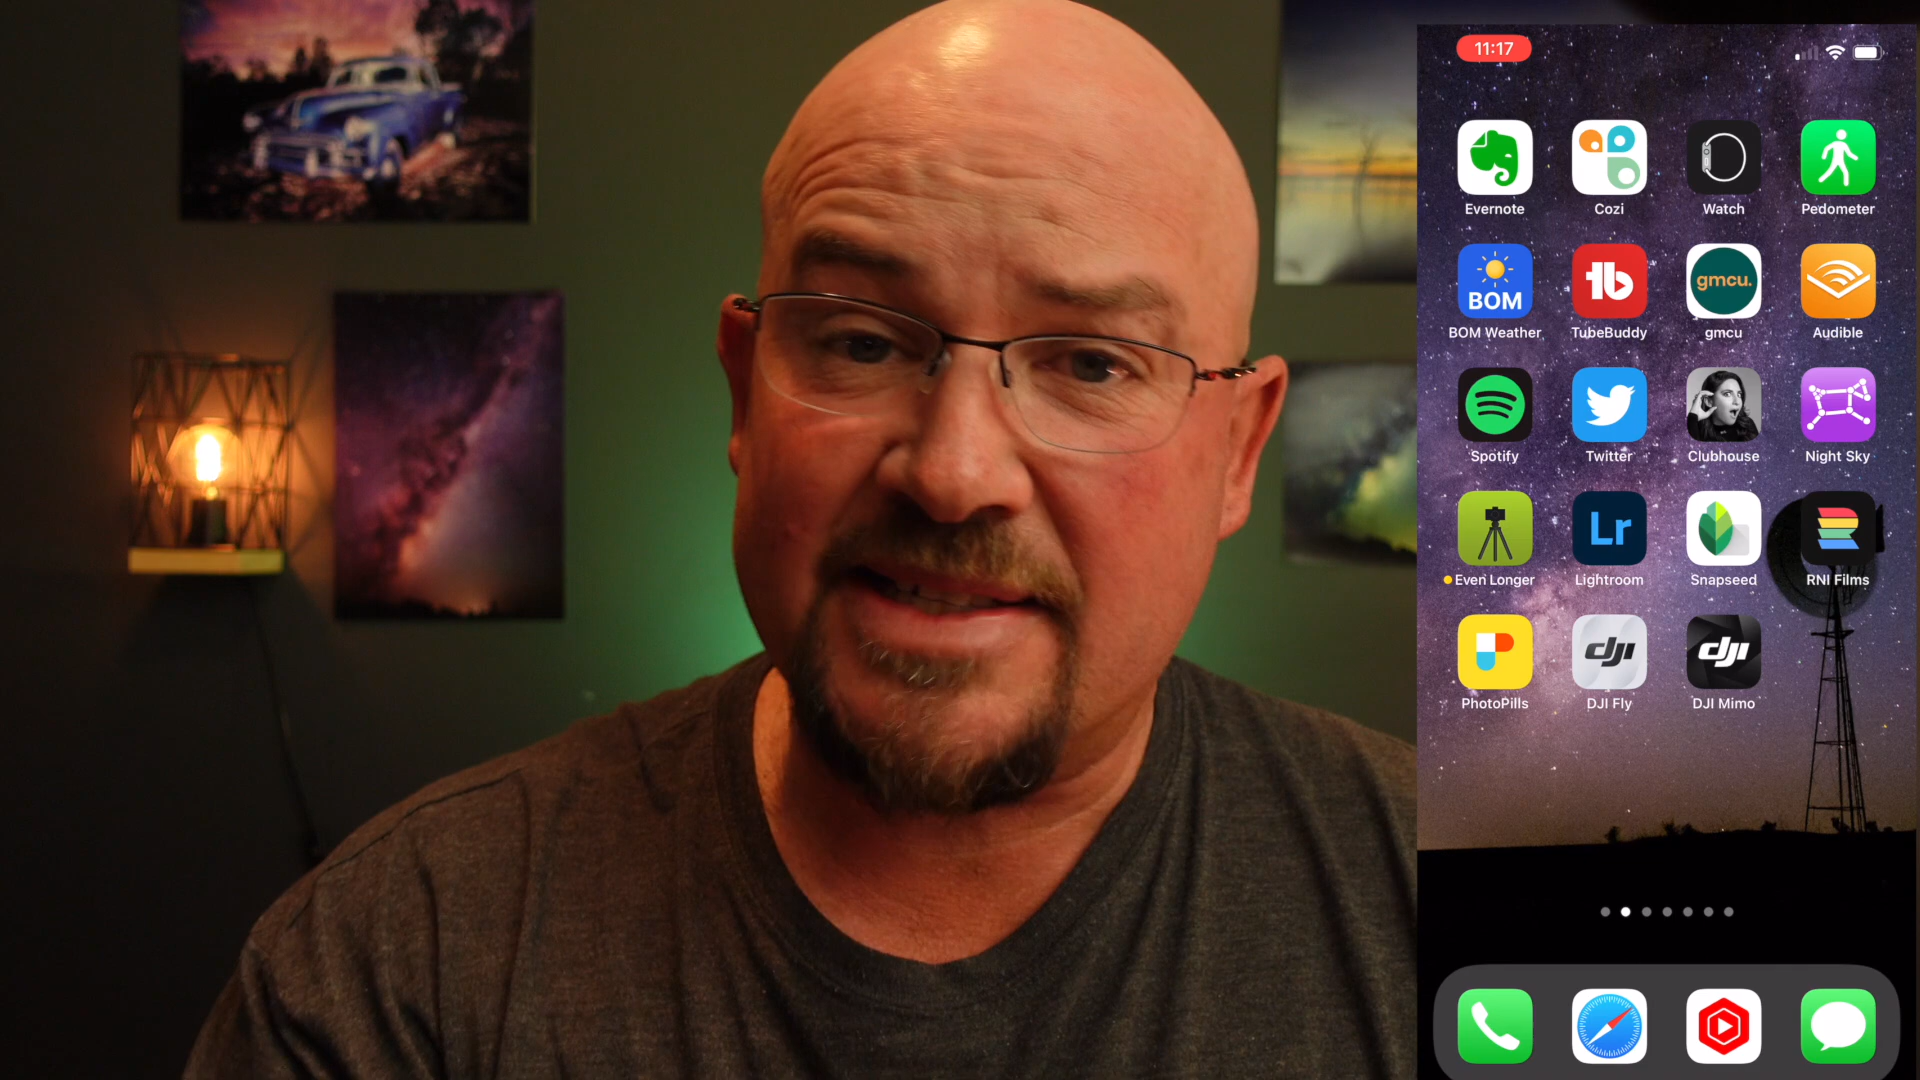 11:17
Evernote Cozi Watch Pedometer
BOM gmcu.
BOM Weather TubeBuddy gmcu Audible
Spotify Twitter Clubhouse Night Sky
Lr
Even Longer Lightroom Snapseed RNI Films
dji dji
PhotoPills DJI Fly DJI Mimo